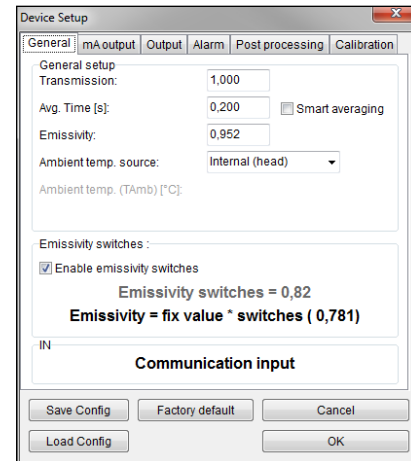 Device Setup
General mA output Output Alarm Post processing Calibration
General setup
Transmission: 1,000
Avg. Time [s]: 0,200 Smart averaging
Emissivity: 0,952
Ambient temp. source: Internal (head)
Ambient temp. (TAmb) [°C]:
Emissivity switches :
Enable emissivity switches
Emissivity switches = 0,82
Emissivity = fix value * switches ( 0,781)
IN
Communication input
Save Config Factory default Cancel
Load Config OK